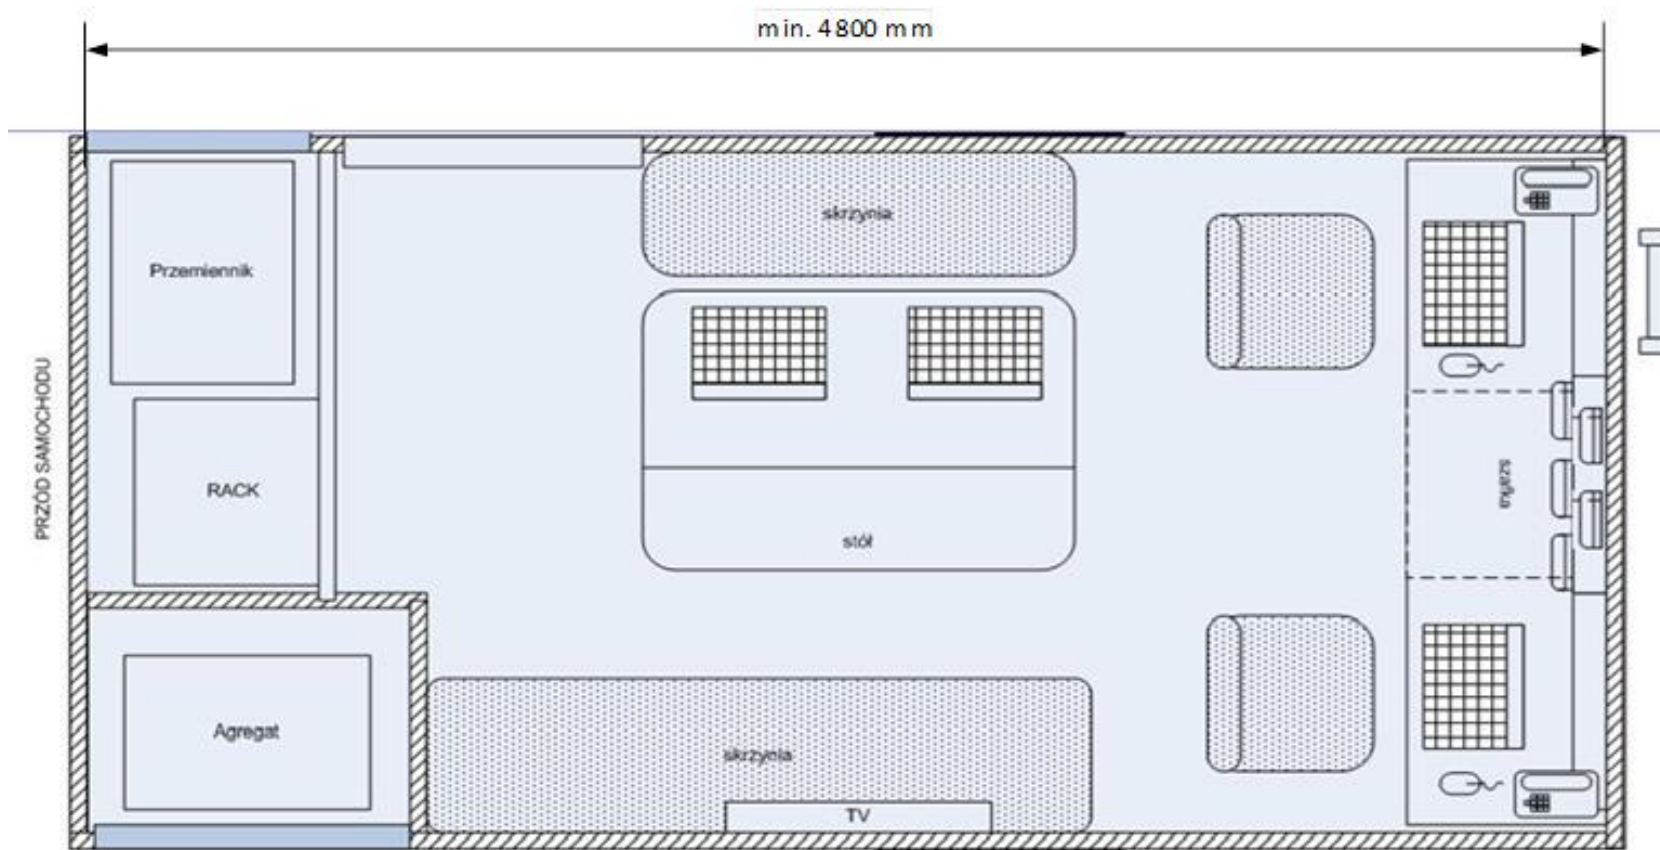 min. 4800 mm
skrzynia
Przemiennik
PRZÓD SAMOCHODU
RACK
szafka
stół
Agregat
skrzynia
TV